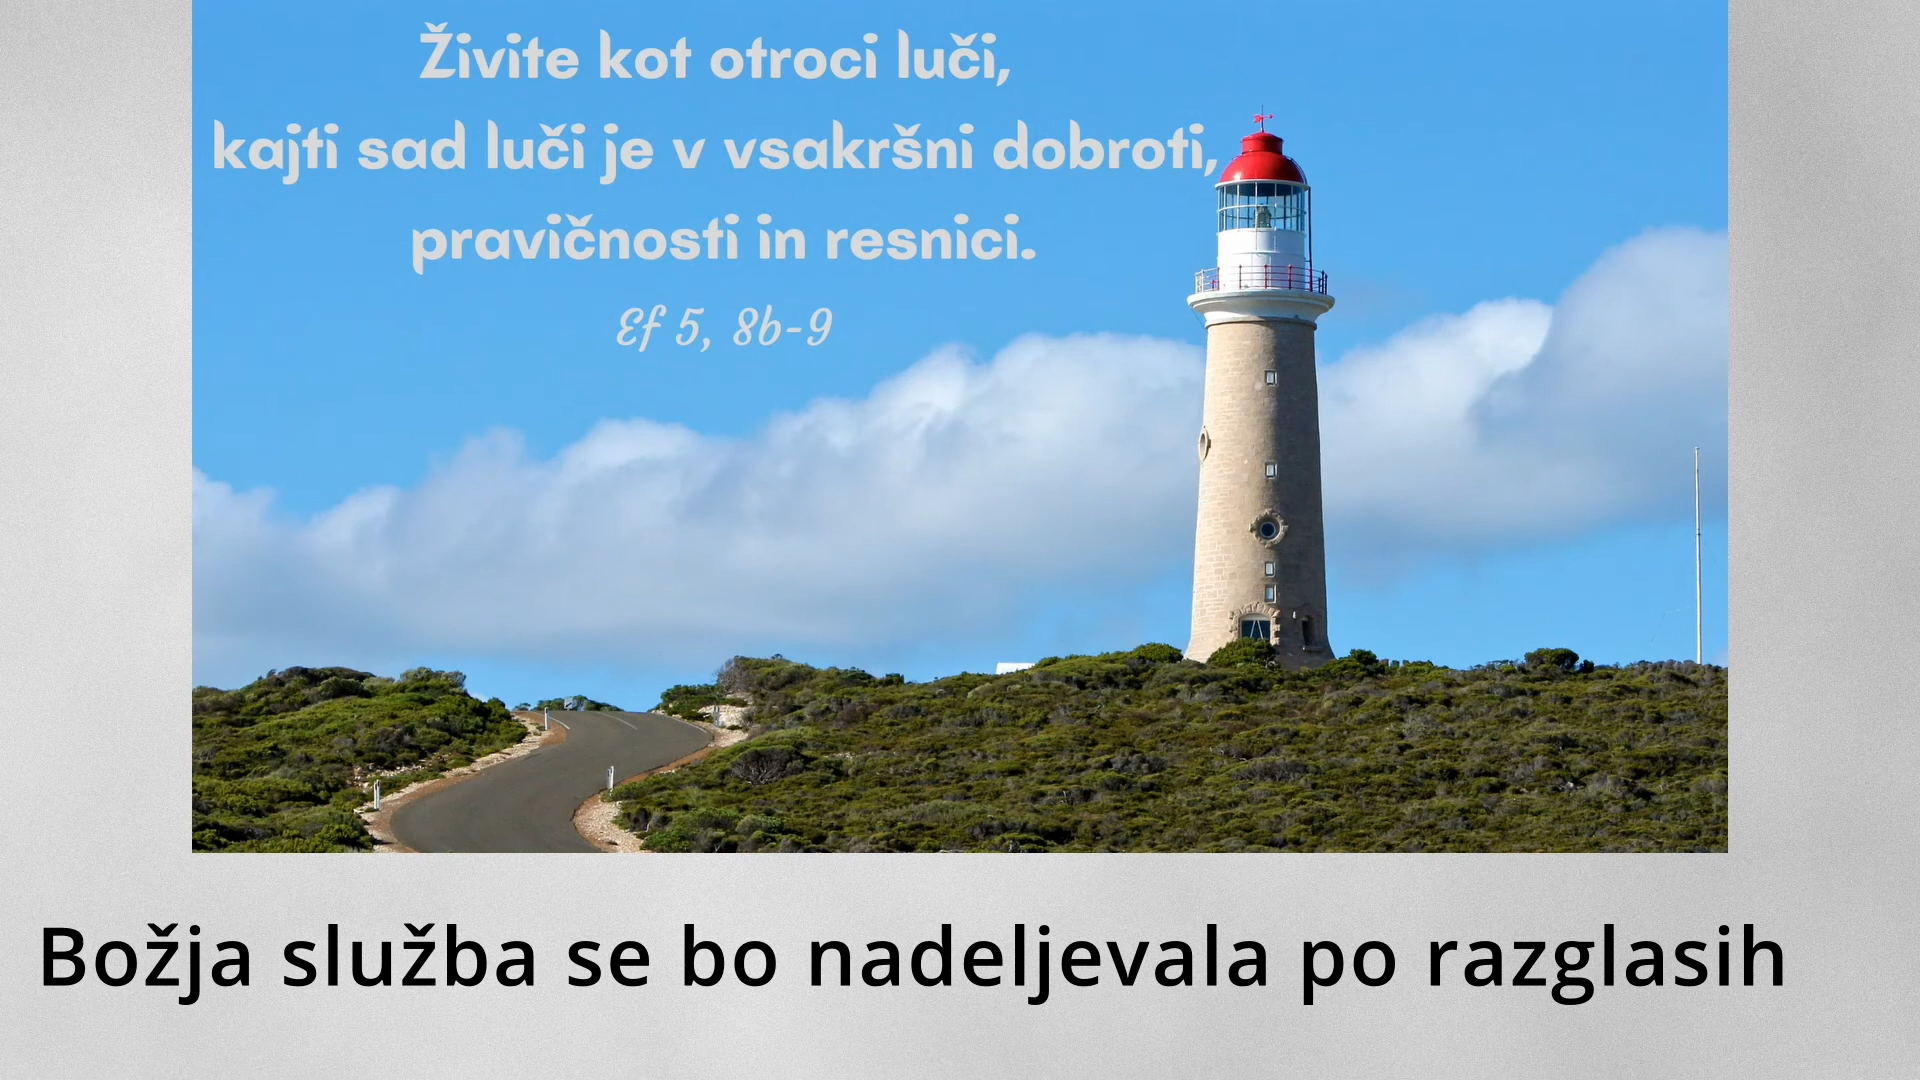 Živite kot otroci luči,
kajti sad luči je v vsakršni dobroti,
pravičnosti in resnici.
Ef 5, 8b-9
Božja služba se bo nadeljevala po razglasih